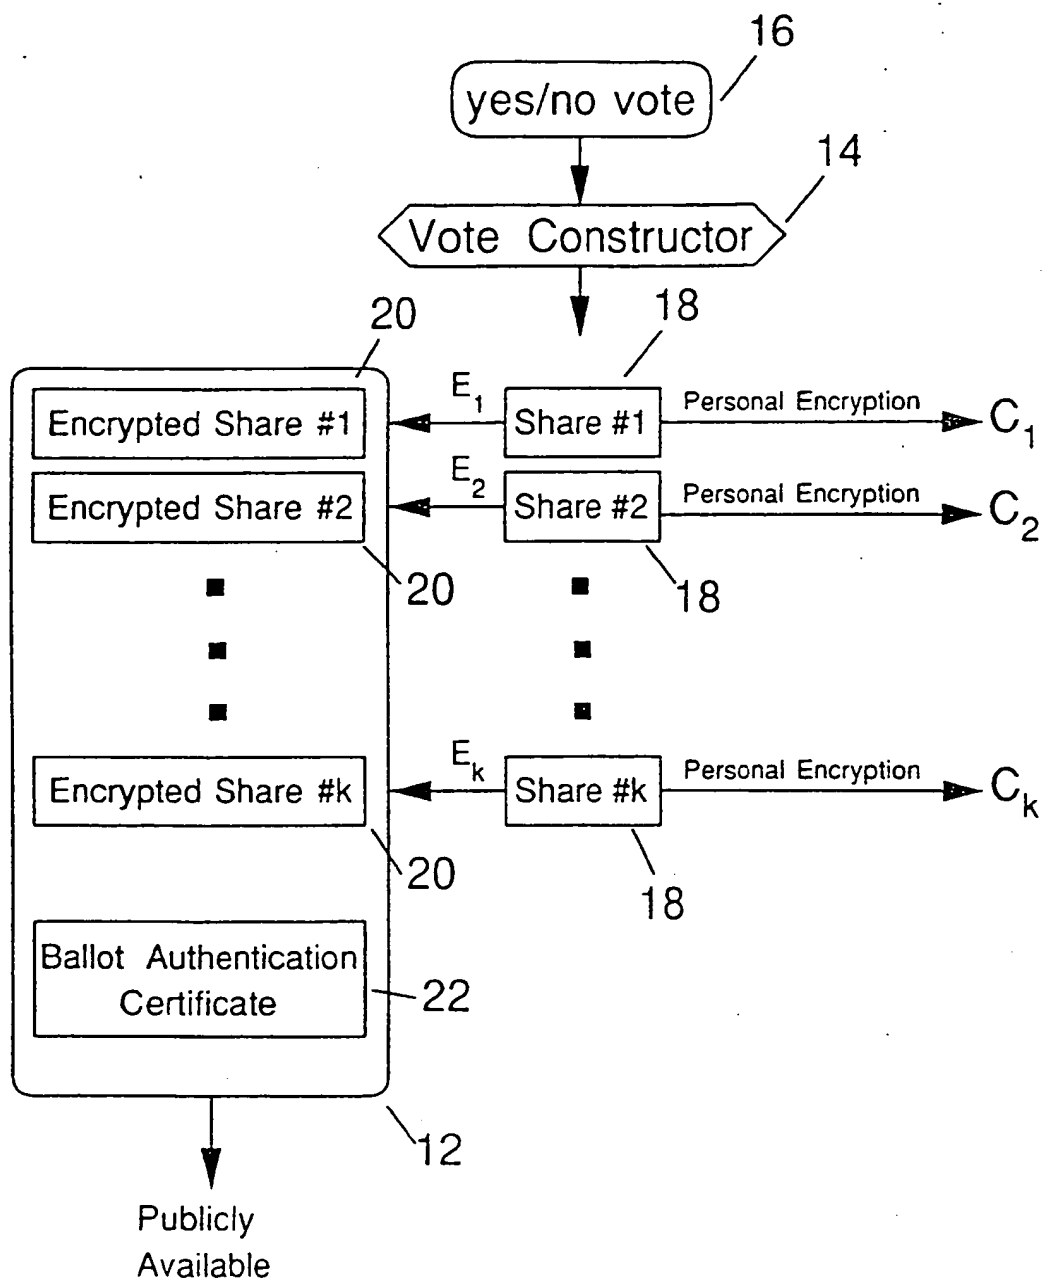 16
yes/no vote
14
Vote Constructor
18
20
E1
Encrypted Share #1
Share #1
Personal Encryption
C1
E2
Encrypted Share #2
Share #2
Personal Encryption
C2
20
18
Ek
Encrypted Share #k
Share #k
Personal Encryption
Ck
20
18
Ballot Authentication
Certificate
22
12
Publicly
Available